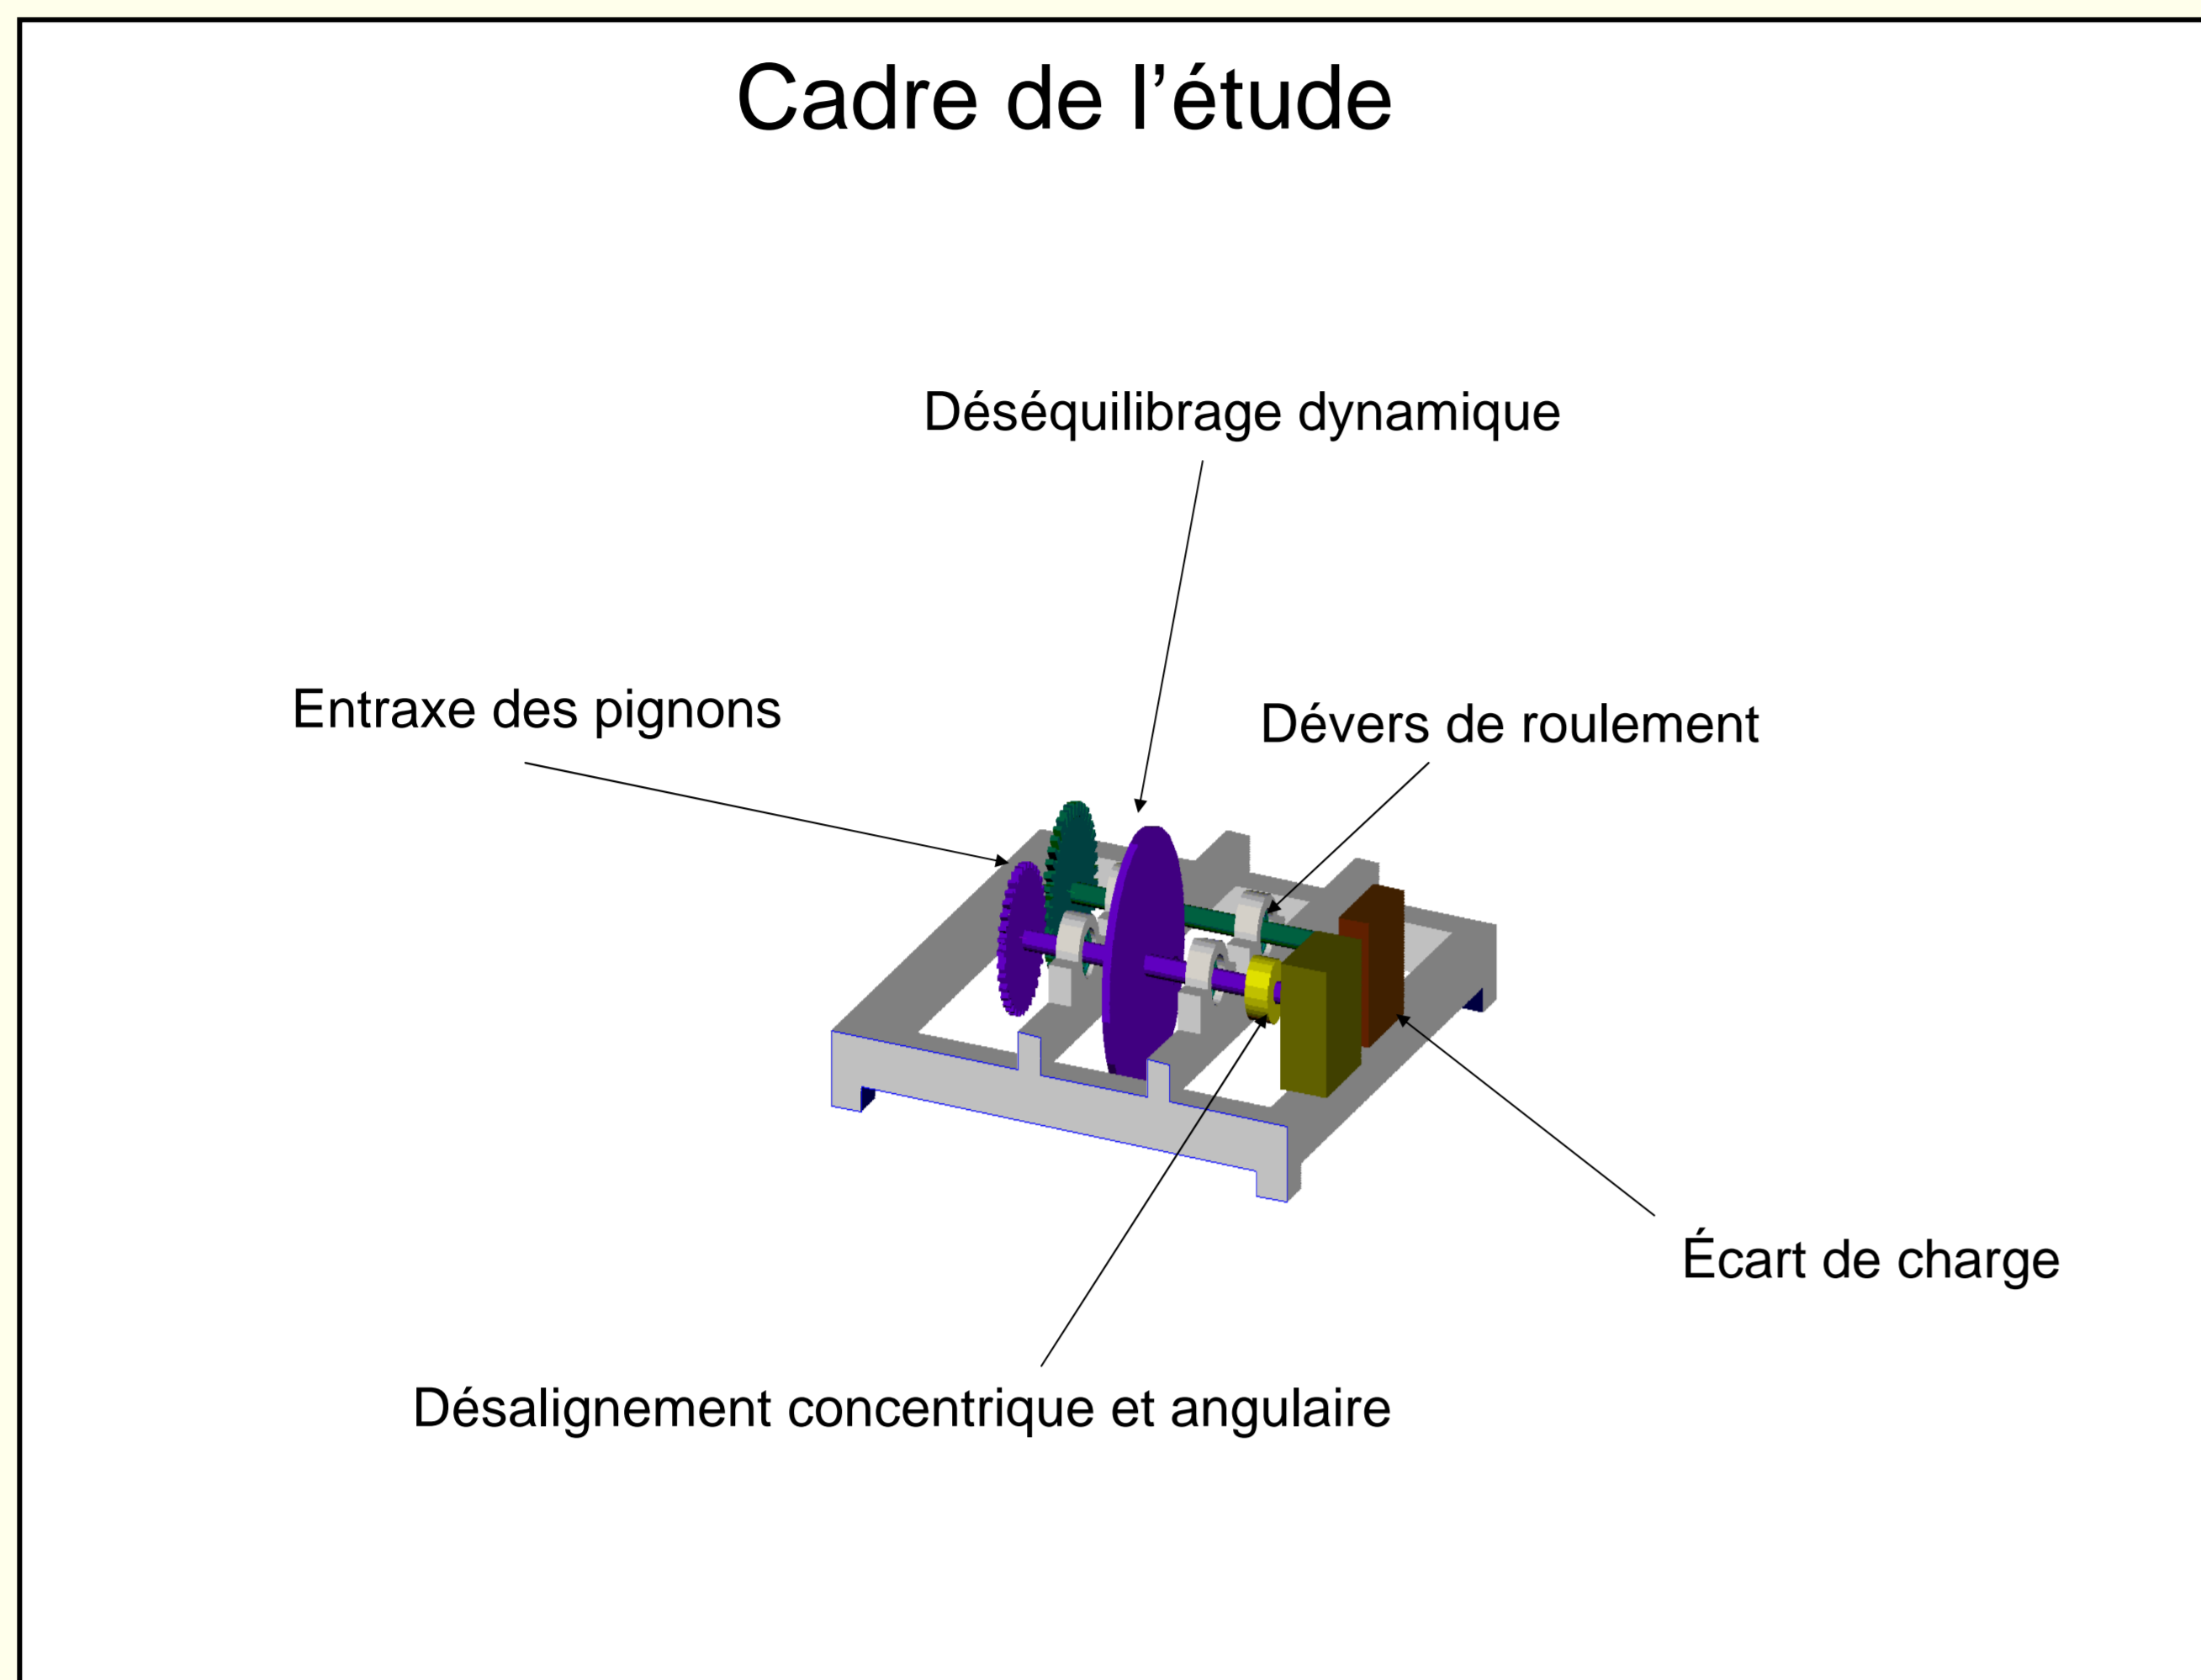 Cadre de l’étude
Déséquilibrage dynamique
Entraxe des pignons
Dévers de roulement
Écart de charge
Désalignement concentrique et angulaire